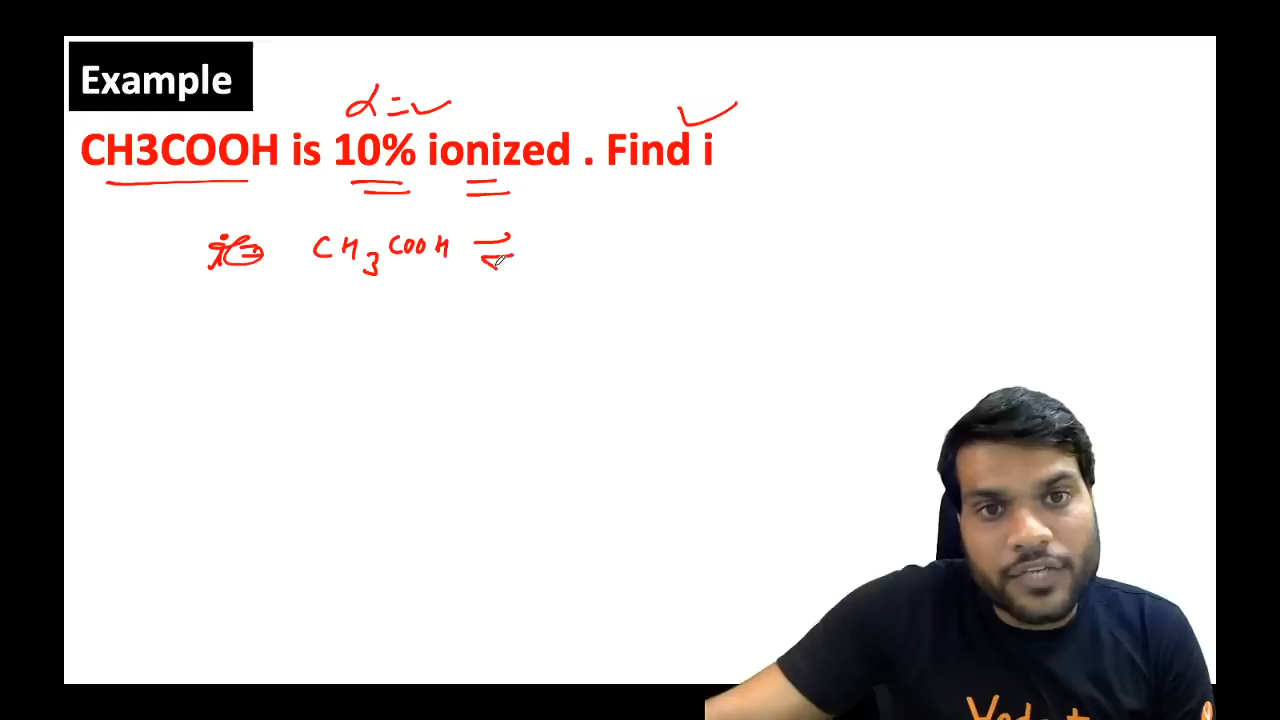 Example
α =✓ ✓
CH3COOH is 10% ionized . Find i
CH3COOH ⇌